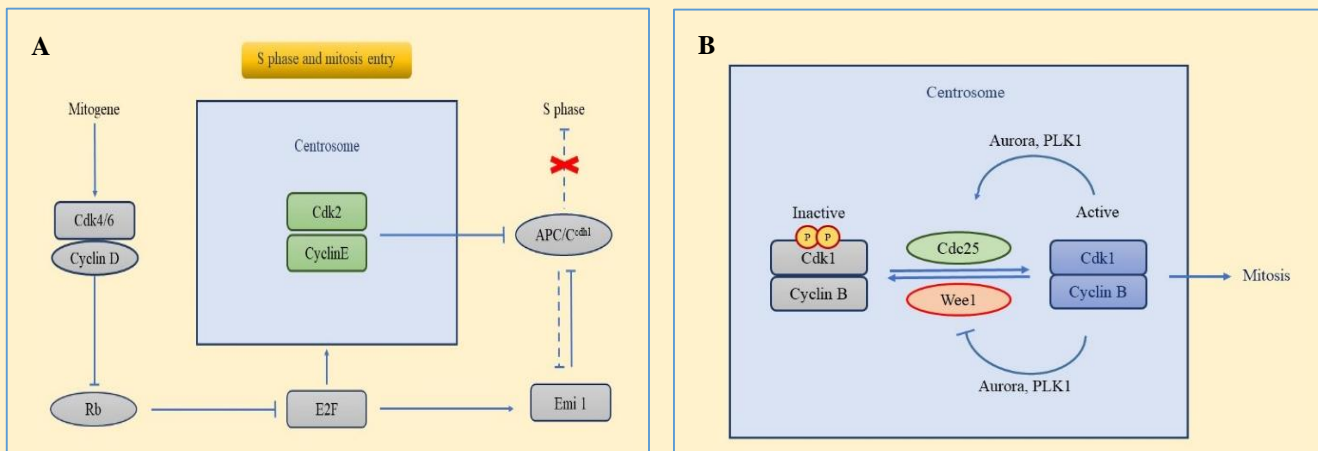 A
S phase and mitosis entry
Mitogene
S phase
Centrosome
Cdk4/6
Cyclin D
Cdk2
CyclinE
APC/Ccdh1
Rb
E2F
Emi 1
B
Centrosome
Aurora, PLK1
Inactive
Active
P P
Cdk1
Cyclin B
Cdc25
Wee1
Cdk1
Cyclin B
Mitosis
Aurora, PLK1